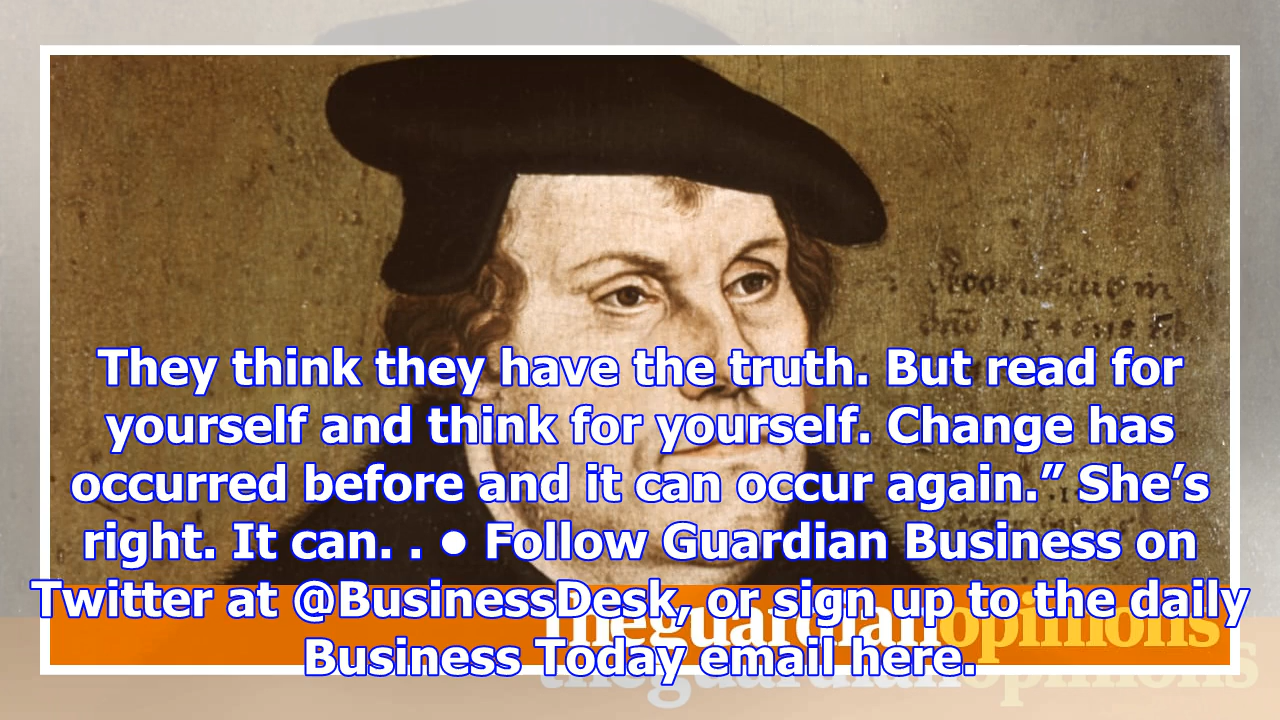 They think they have the truth. But read for
yourself and think for yourself. Change has
occurred before and it can occur again.” She’s
right. It can. . ● Follow Guardian Business on
Twitter at @BusinessDesk, or sign up to the daily
theguardianopinions
Business Today email here.
theguardianopinions